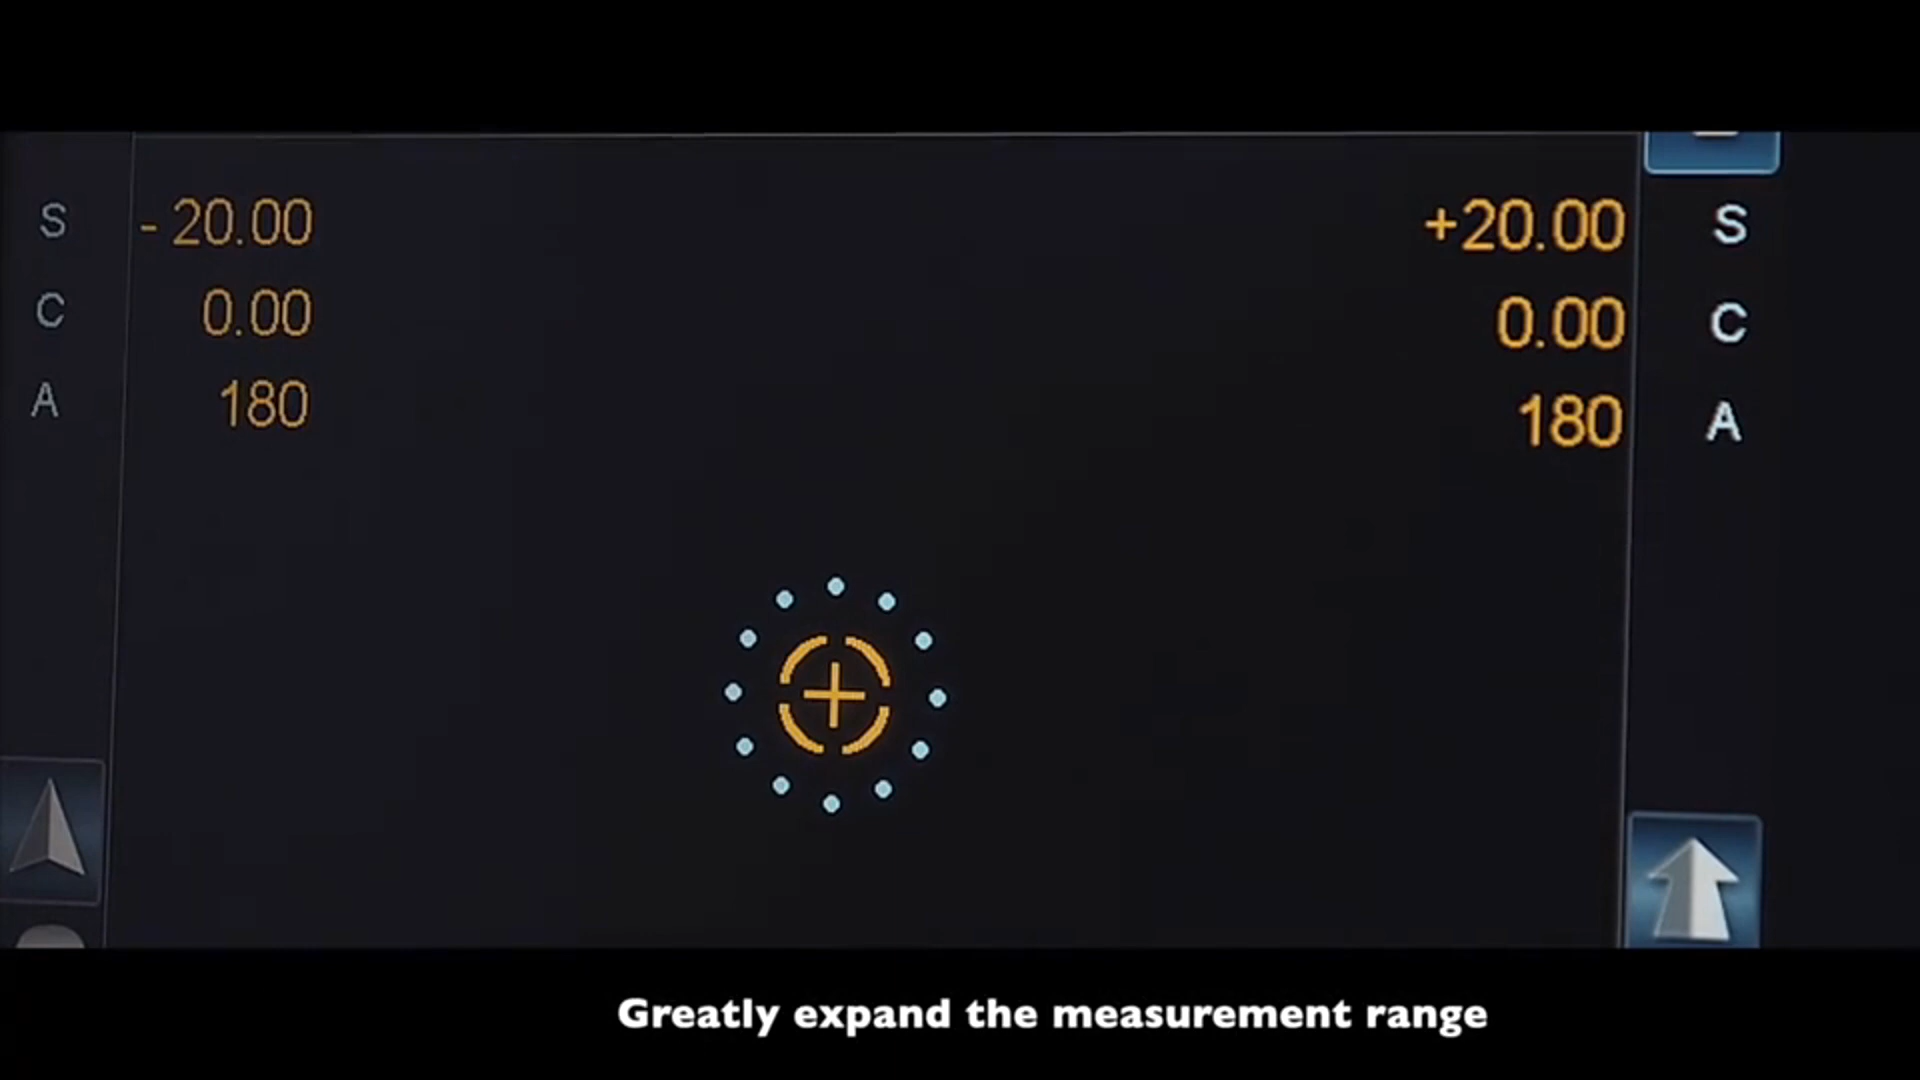 S - 20.00 +20.00 S
C 0.00 0.00 C
A 180 180 A
Greatly expand the measurement range